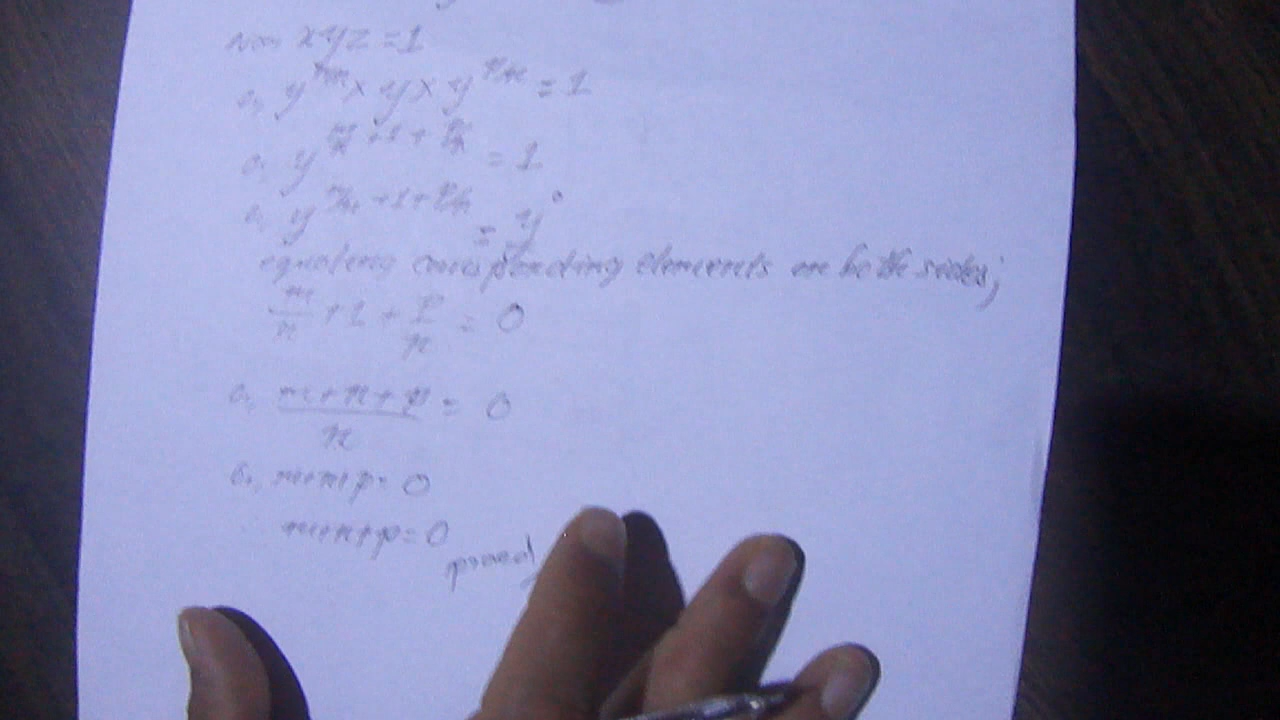 Now xyz = 1
or, y^m/n × y × y^p/n = 1
or, y^m/n + 1 + p/n = 1
or, y^m/n + 1 + p/n = y°
equating corresponding elements on both sides;
m/n + 1 + p/n = 0
or, m+n+p/n = 0
or, m+n+p = 0
m+n+p = 0
proved